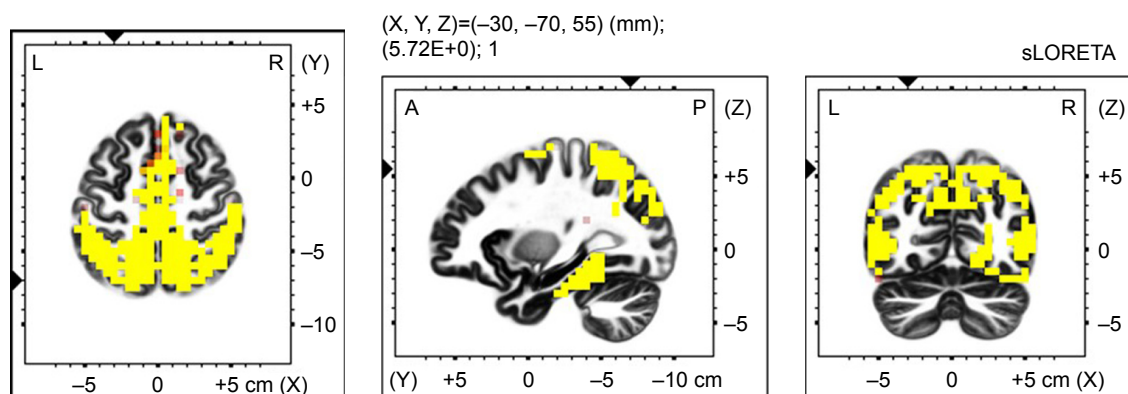 (X, Y, Z)=(–30, –70, 55) (mm);
(5.72E+0); 1
sLORETA
L R (Y)
+5
0
–5
–10
–5 0 +5 cm (X)
A P (Z)
+5
0
–5
(Y) +5 0 –5 –10 cm
L R (Z)
+5
0
–5
–5 0 +5 cm (X)